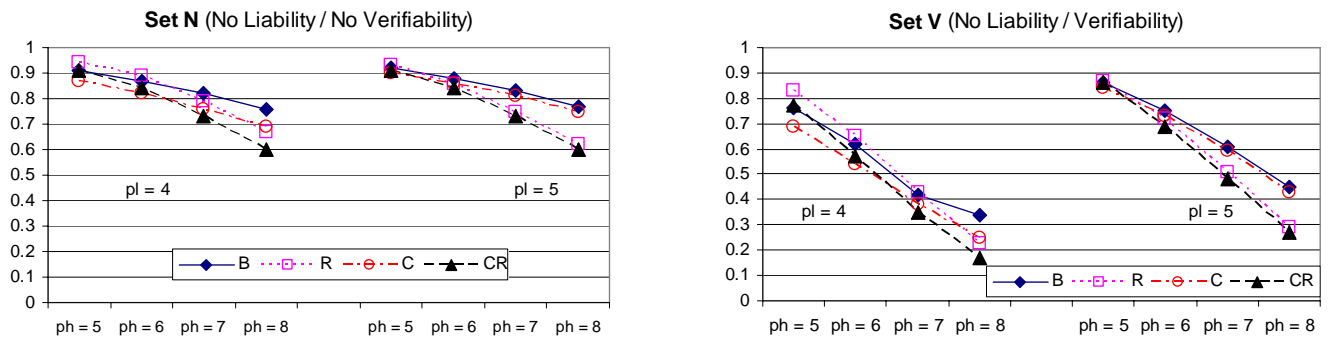 Set N (No Liability / No Verifiability)
1
0.9
0.8
0.7
0.6
0.5
0.4
0.3
0.2
0.1
0
pl = 4
pl = 5
B R C CR
ph = 5 ph = 6 ph = 7 ph = 8 ph = 5 ph = 6 ph = 7 ph = 8
Set V (No Liability / Verifiability)
1
0.9
0.8
0.7
0.6
0.5
0.4
0.3
0.2
0.1
0
pl = 4
pl = 5
B R C CR
ph = 5 ph = 6 ph = 7 ph = 8 ph = 5 ph = 6 ph = 7 ph = 8